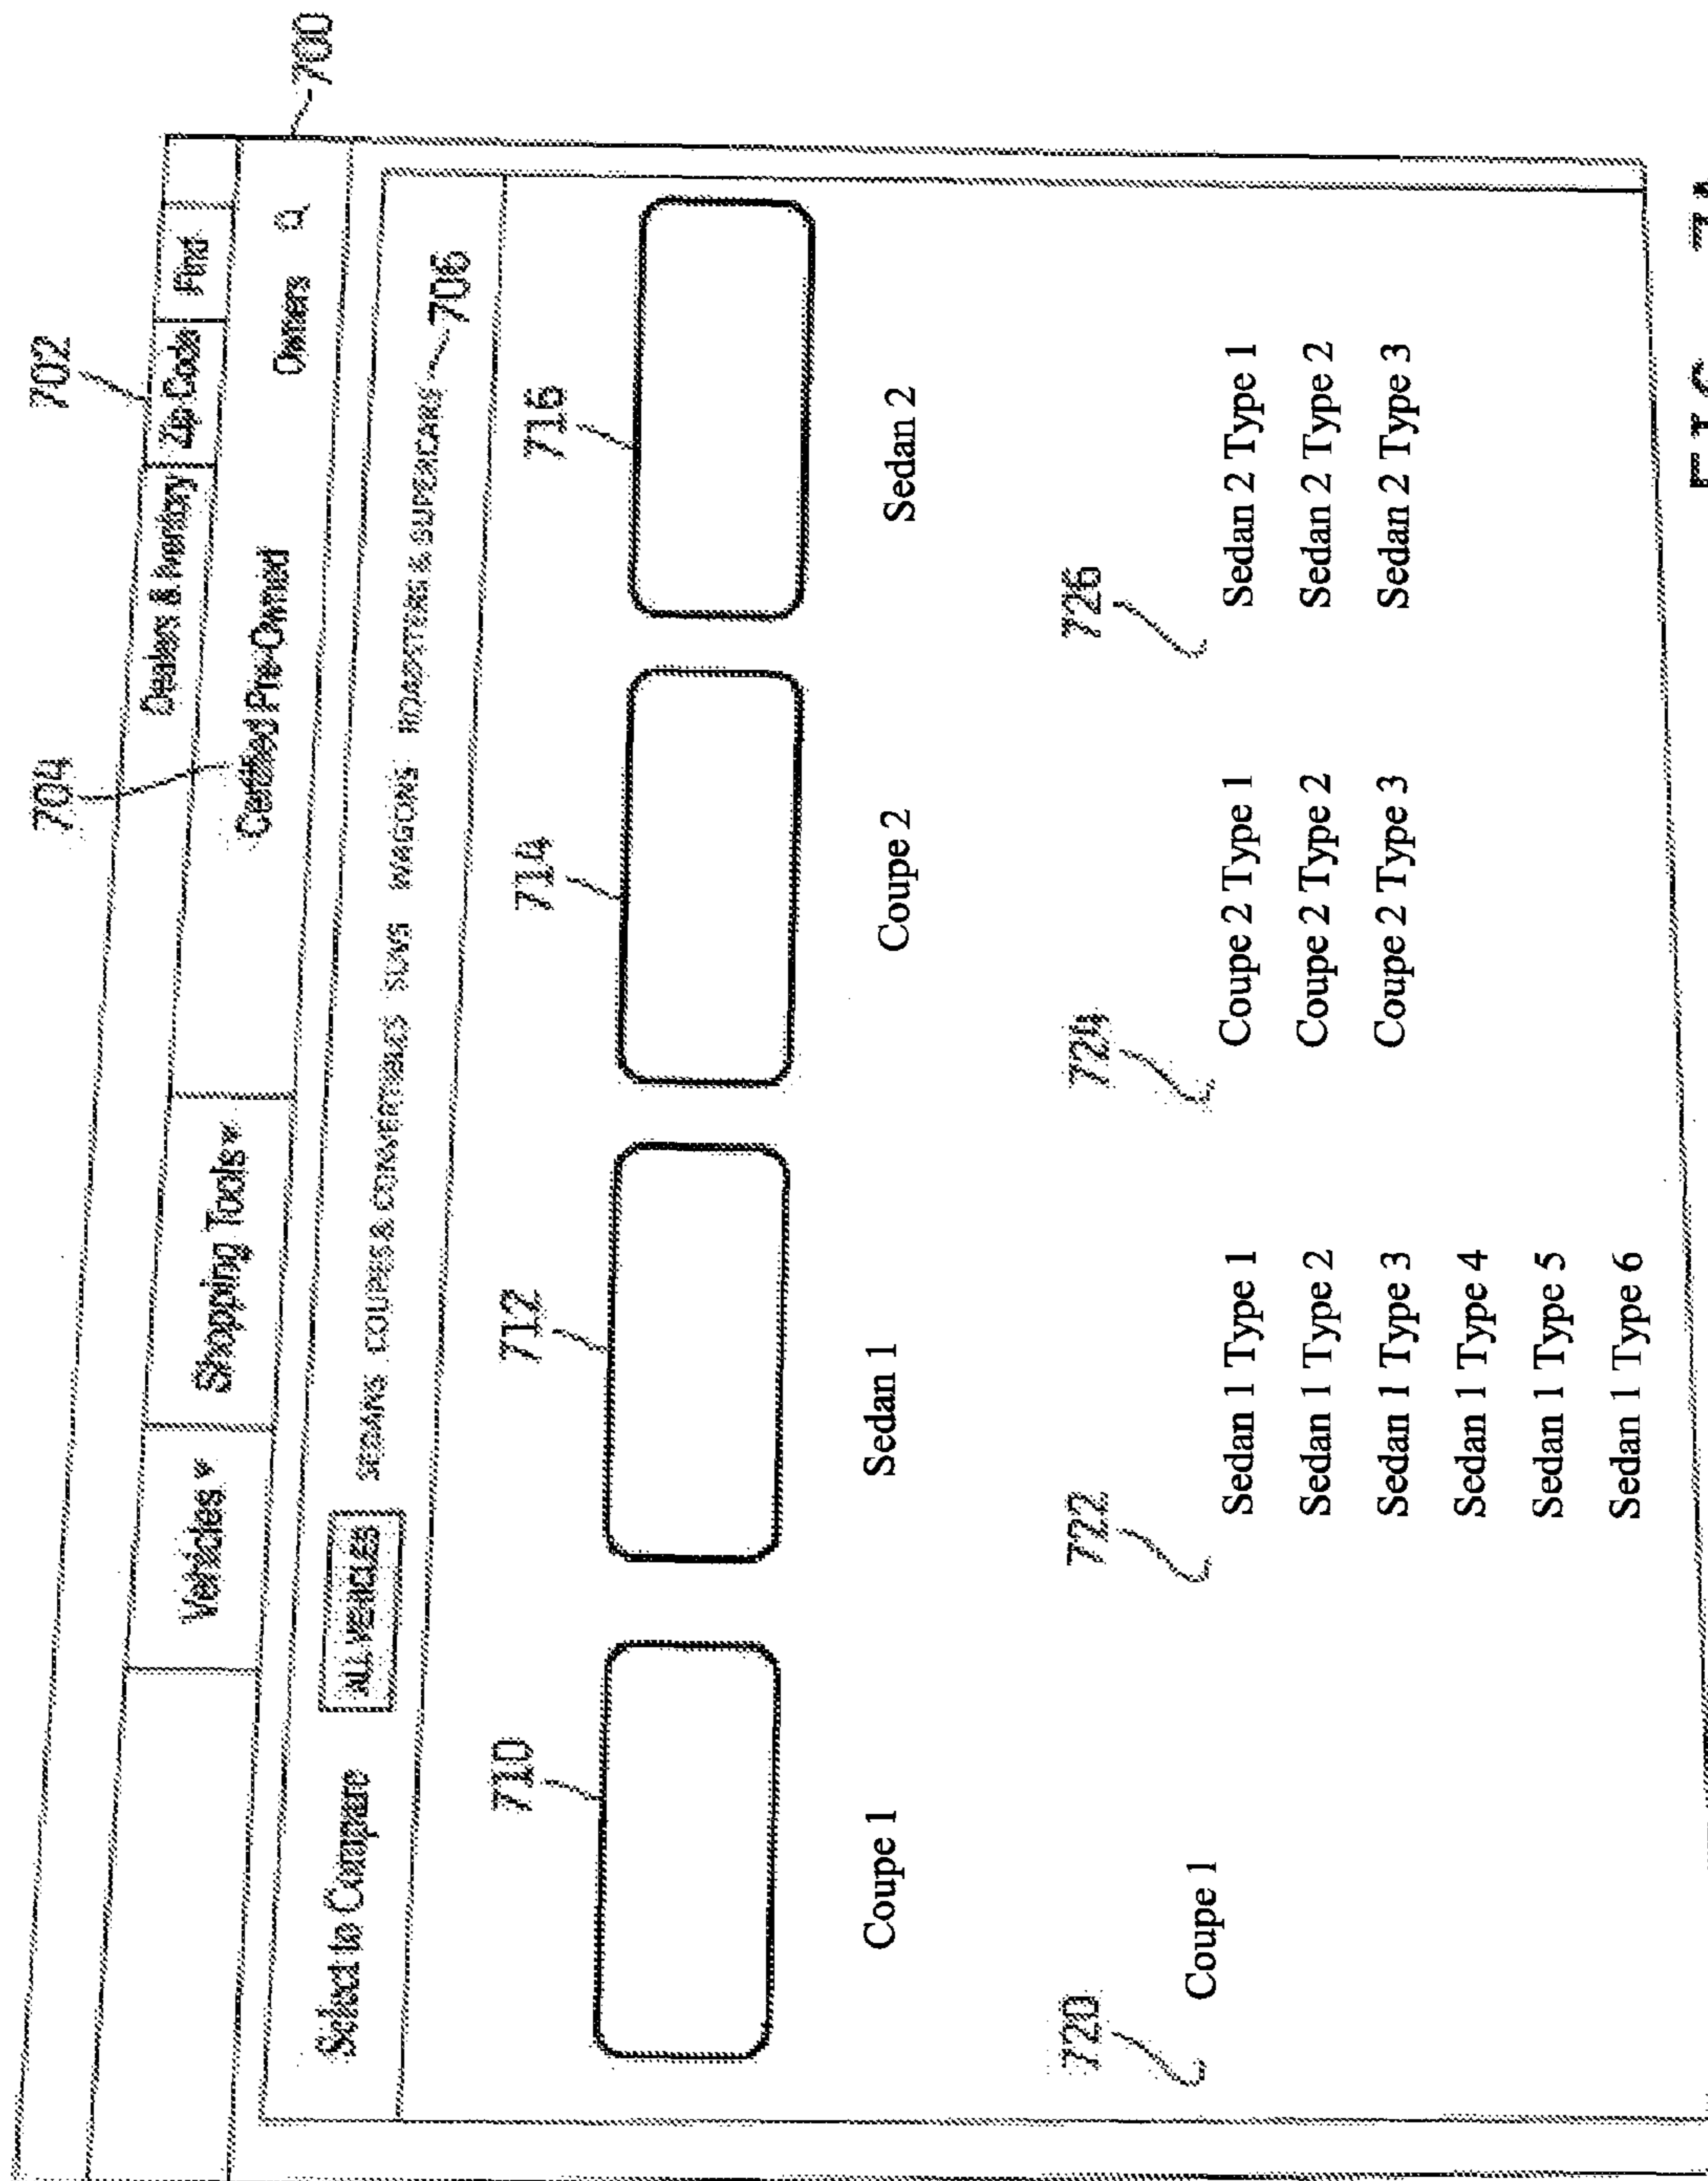 702
704
Dealers & Inventory Zip Code Find
700
Vehicles Shopping Tools Certified Pre-Owned Owners
Select to Compare ALL VEHICLES SEDANS COUPES & CONVERTIBLES SUVS WAGONS ROADSTERS & SUPERCARS 706
710 712 714 716
Coupe 1 Sedan 1 Coupe 2 Sedan 2
720 722 724 726
Coupe 1 Sedan 1 Type 1 Coupe 2 Type 1 Sedan 2 Type 1
Sedan 1 Type 2 Coupe 2 Type 2 Sedan 2 Type 2
Sedan 1 Type 3 Coupe 2 Type 3 Sedan 2 Type 3
Sedan 1 Type 4
Sedan 1 Type 5
Sedan 1 Type 6